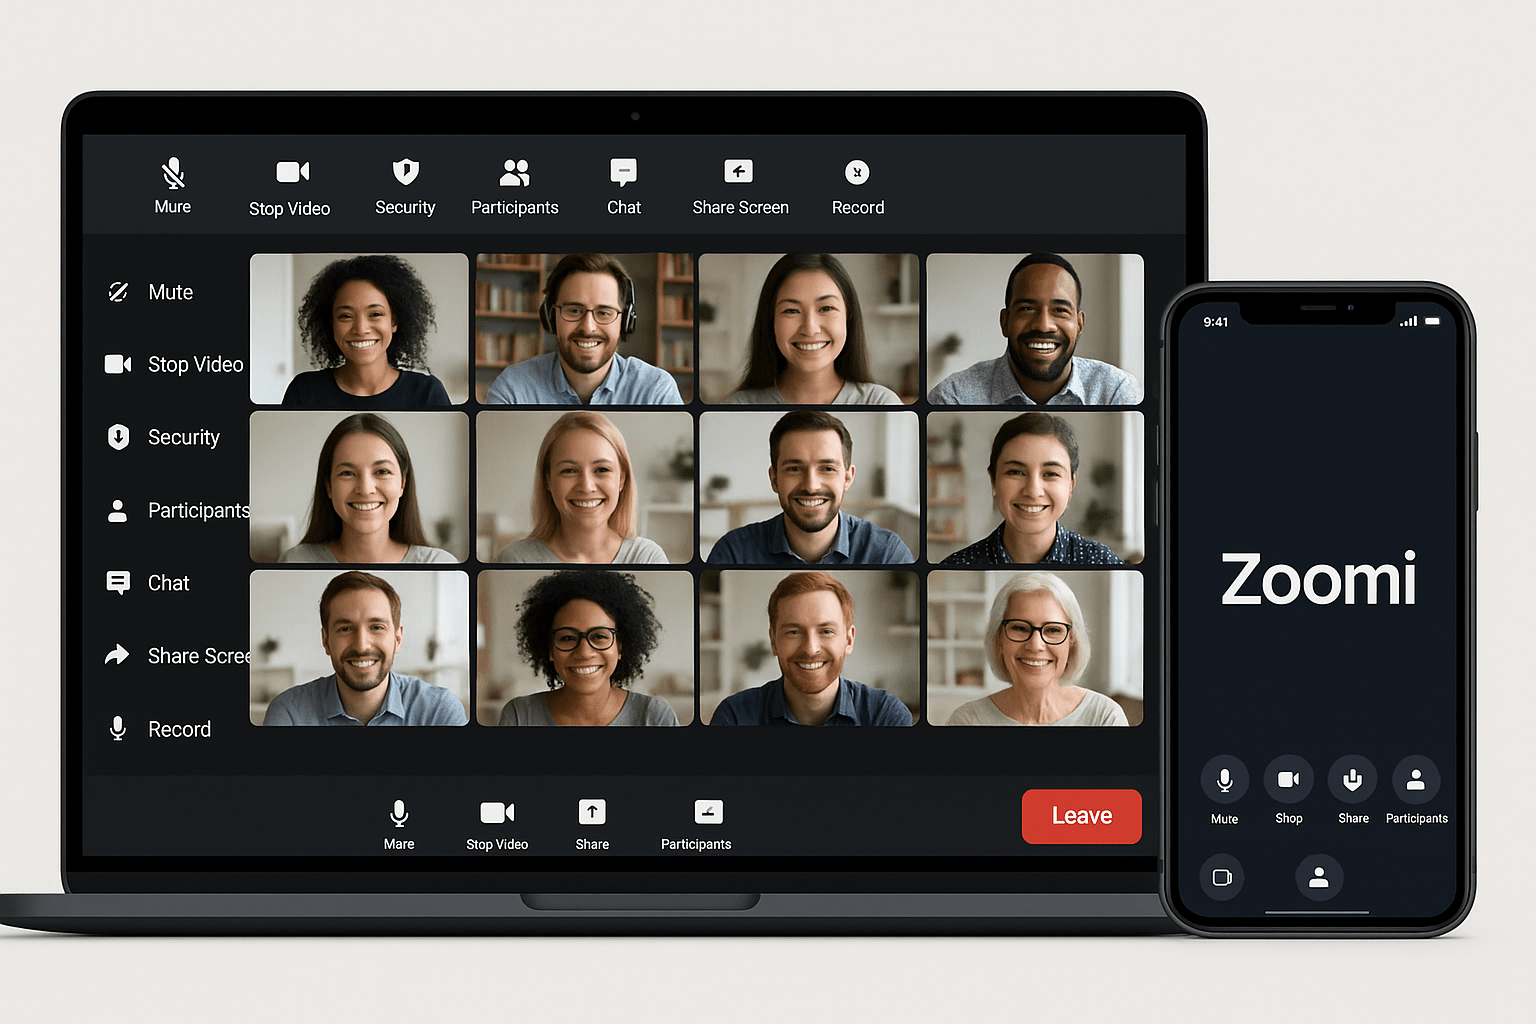 Mure
Stop Video
Security
Participants
Chat
Share Screen
Record
Mute
Stop Video
Security
Participants
Chat
Share Scree
Record
Mare
Stop Video
Share
Participants
Leave
9:41
Zoomi
Mute
Shop
Share
Participants